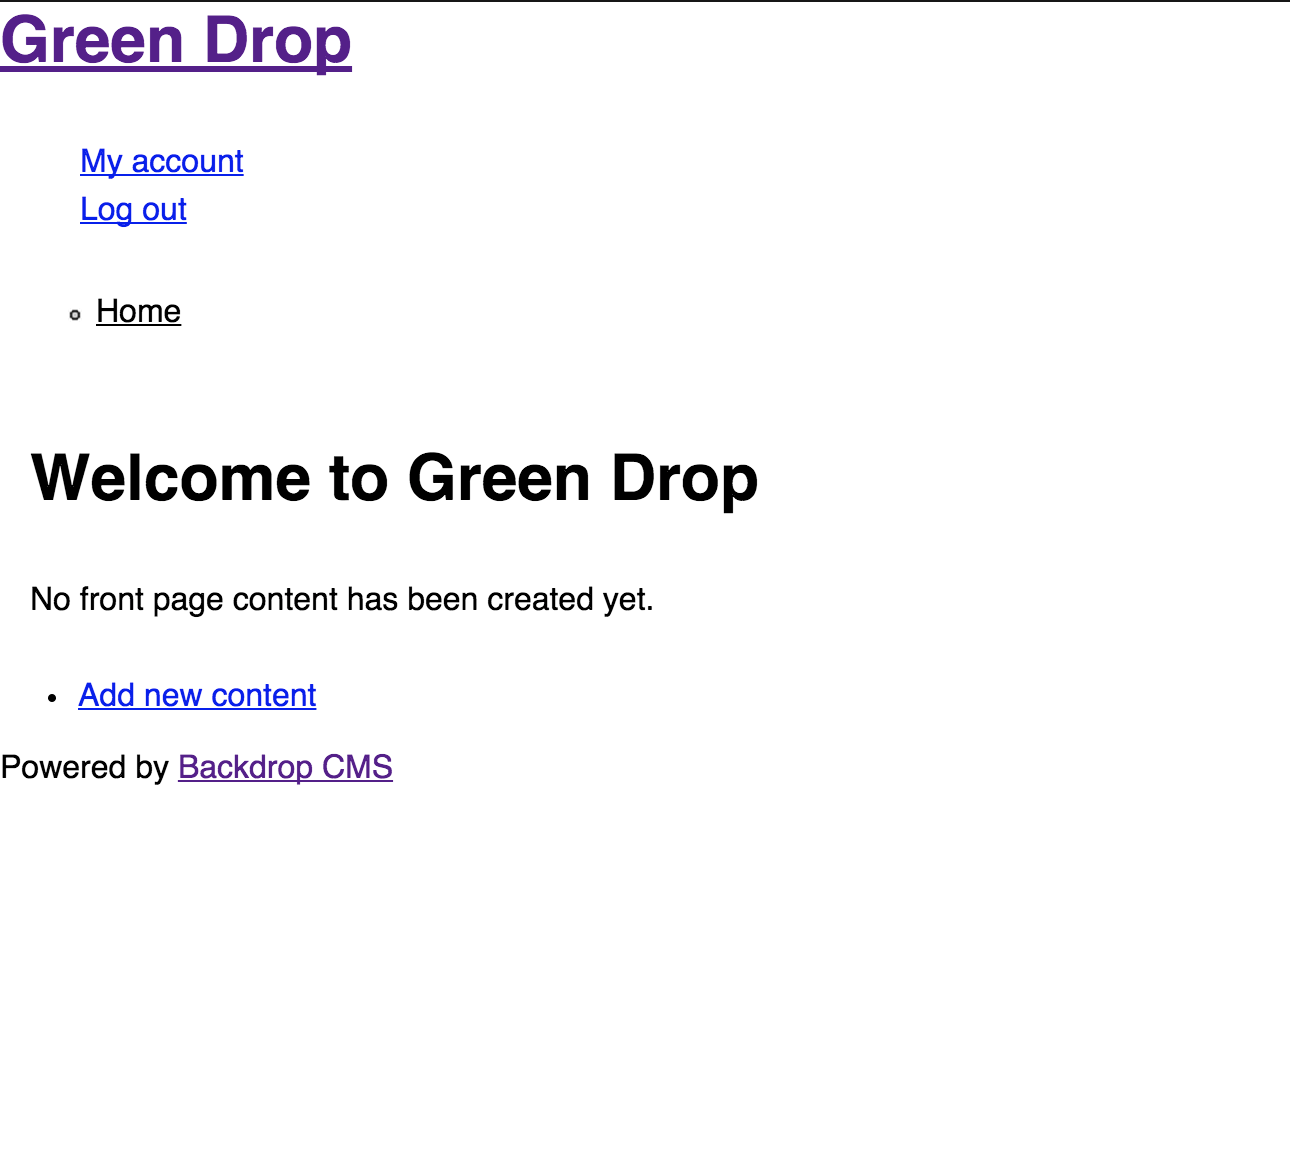 Green Drop
My account
Log out
Home
Welcome to Green Drop
No front page content has been created yet.
Add new content
Powered by Backdrop CMS